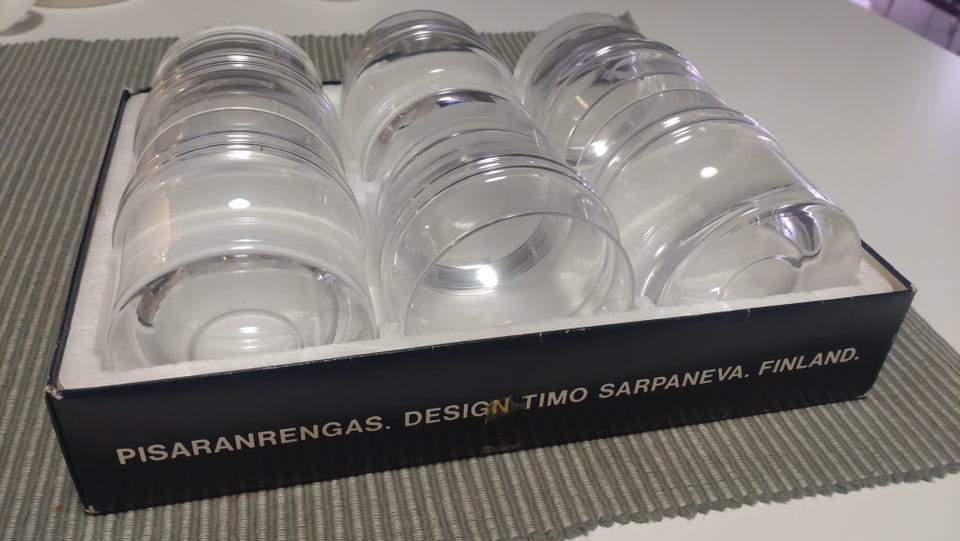 PISARANRENGAS. DESIGN TIMO SARPANEVA. FINLAND.